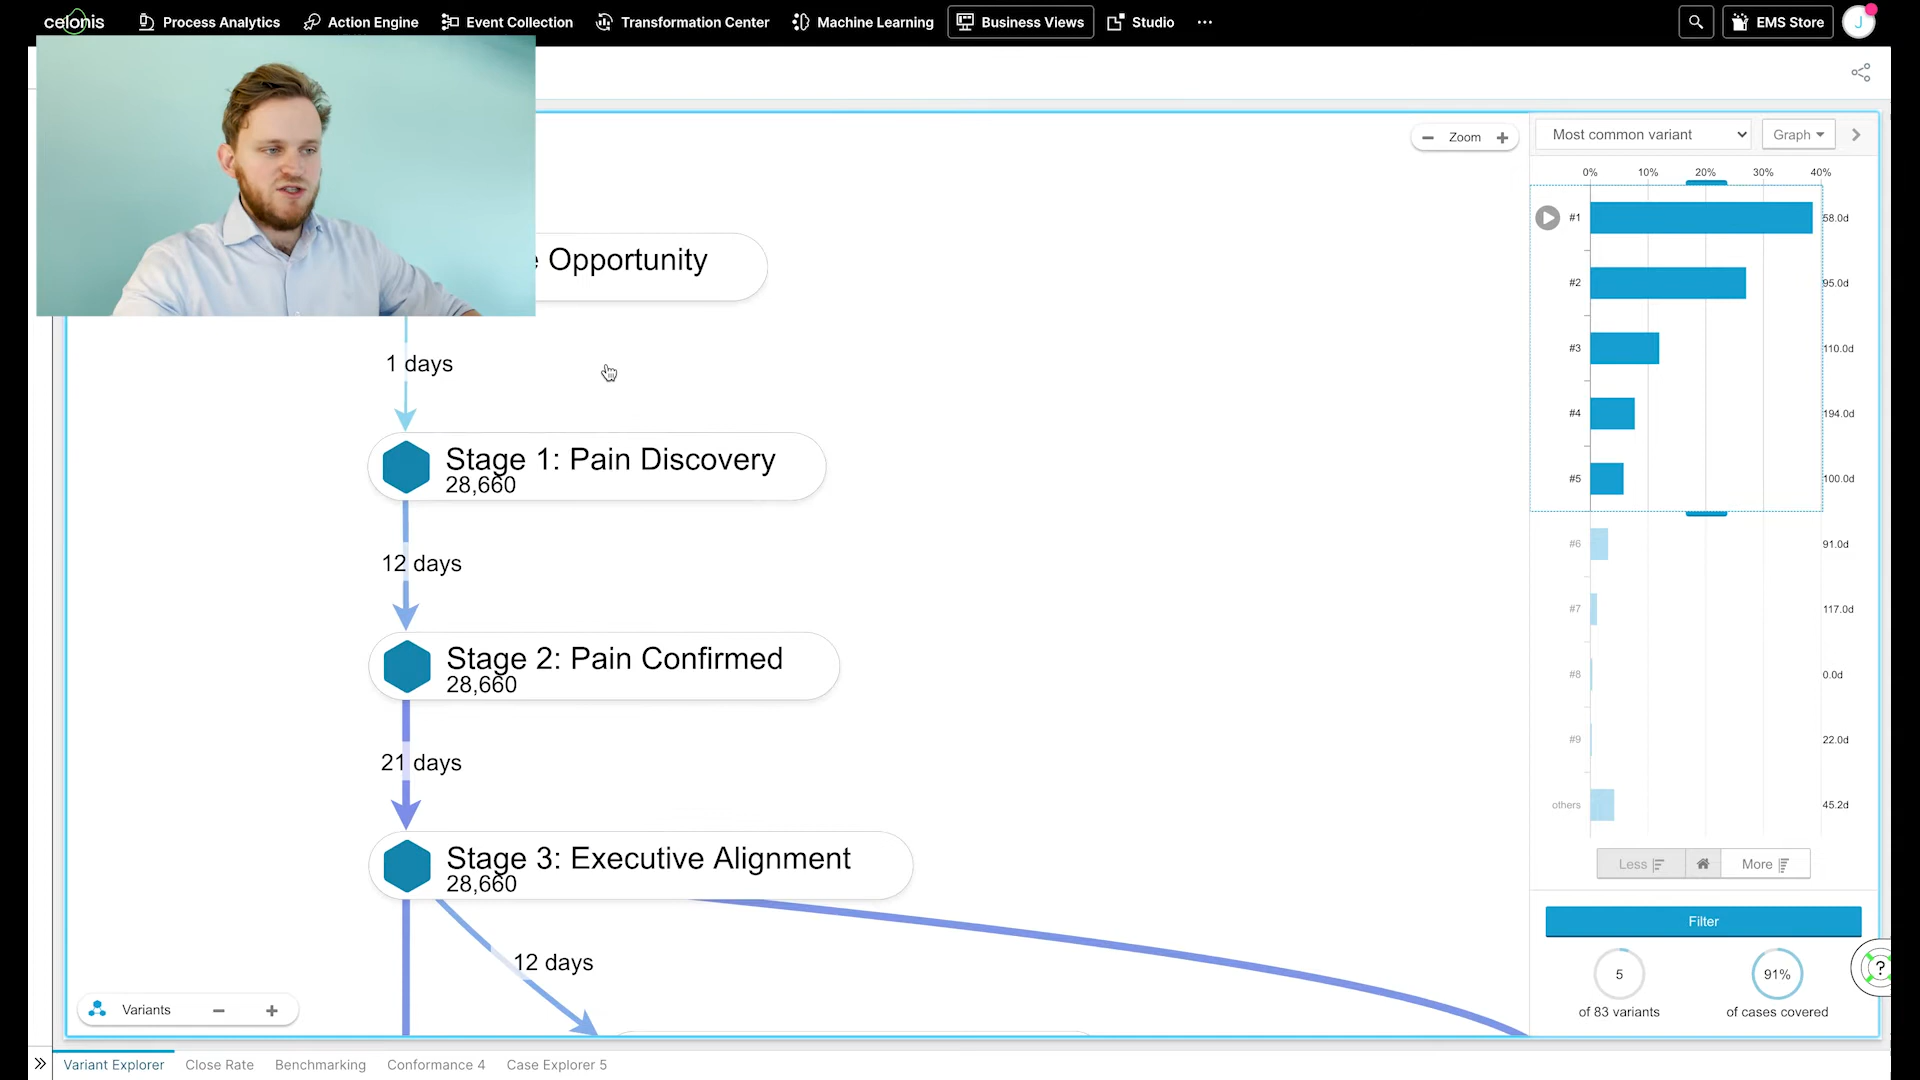 celonis
Process Analytics
Action Engine
Event Collection
Transformation Center
Machine Learning
Business Views
Studio
EMS Store
J
Zoom
Most common variant
Graph
0% 10% 20% 30% 40%
#1 58.0d
#2 95.0d
#3 110.0d
#4 194.0d
#5 100.0d
#6 91.0d
#7 117.0d
#8 0.0d
#9 22.0d
others 45.2d
Less
More
Filter
5
of 83 variants
91%
of cases covered
?
Opportunity
1 days
Stage 1: Pain Discovery
28,660
12 days
Stage 2: Pain Confirmed
28,660
21 days
Stage 3: Executive Alignment
28,660
12 days
Variants
Variant Explorer
Close Rate
Benchmarking
Conformance 4
Case Explorer 5